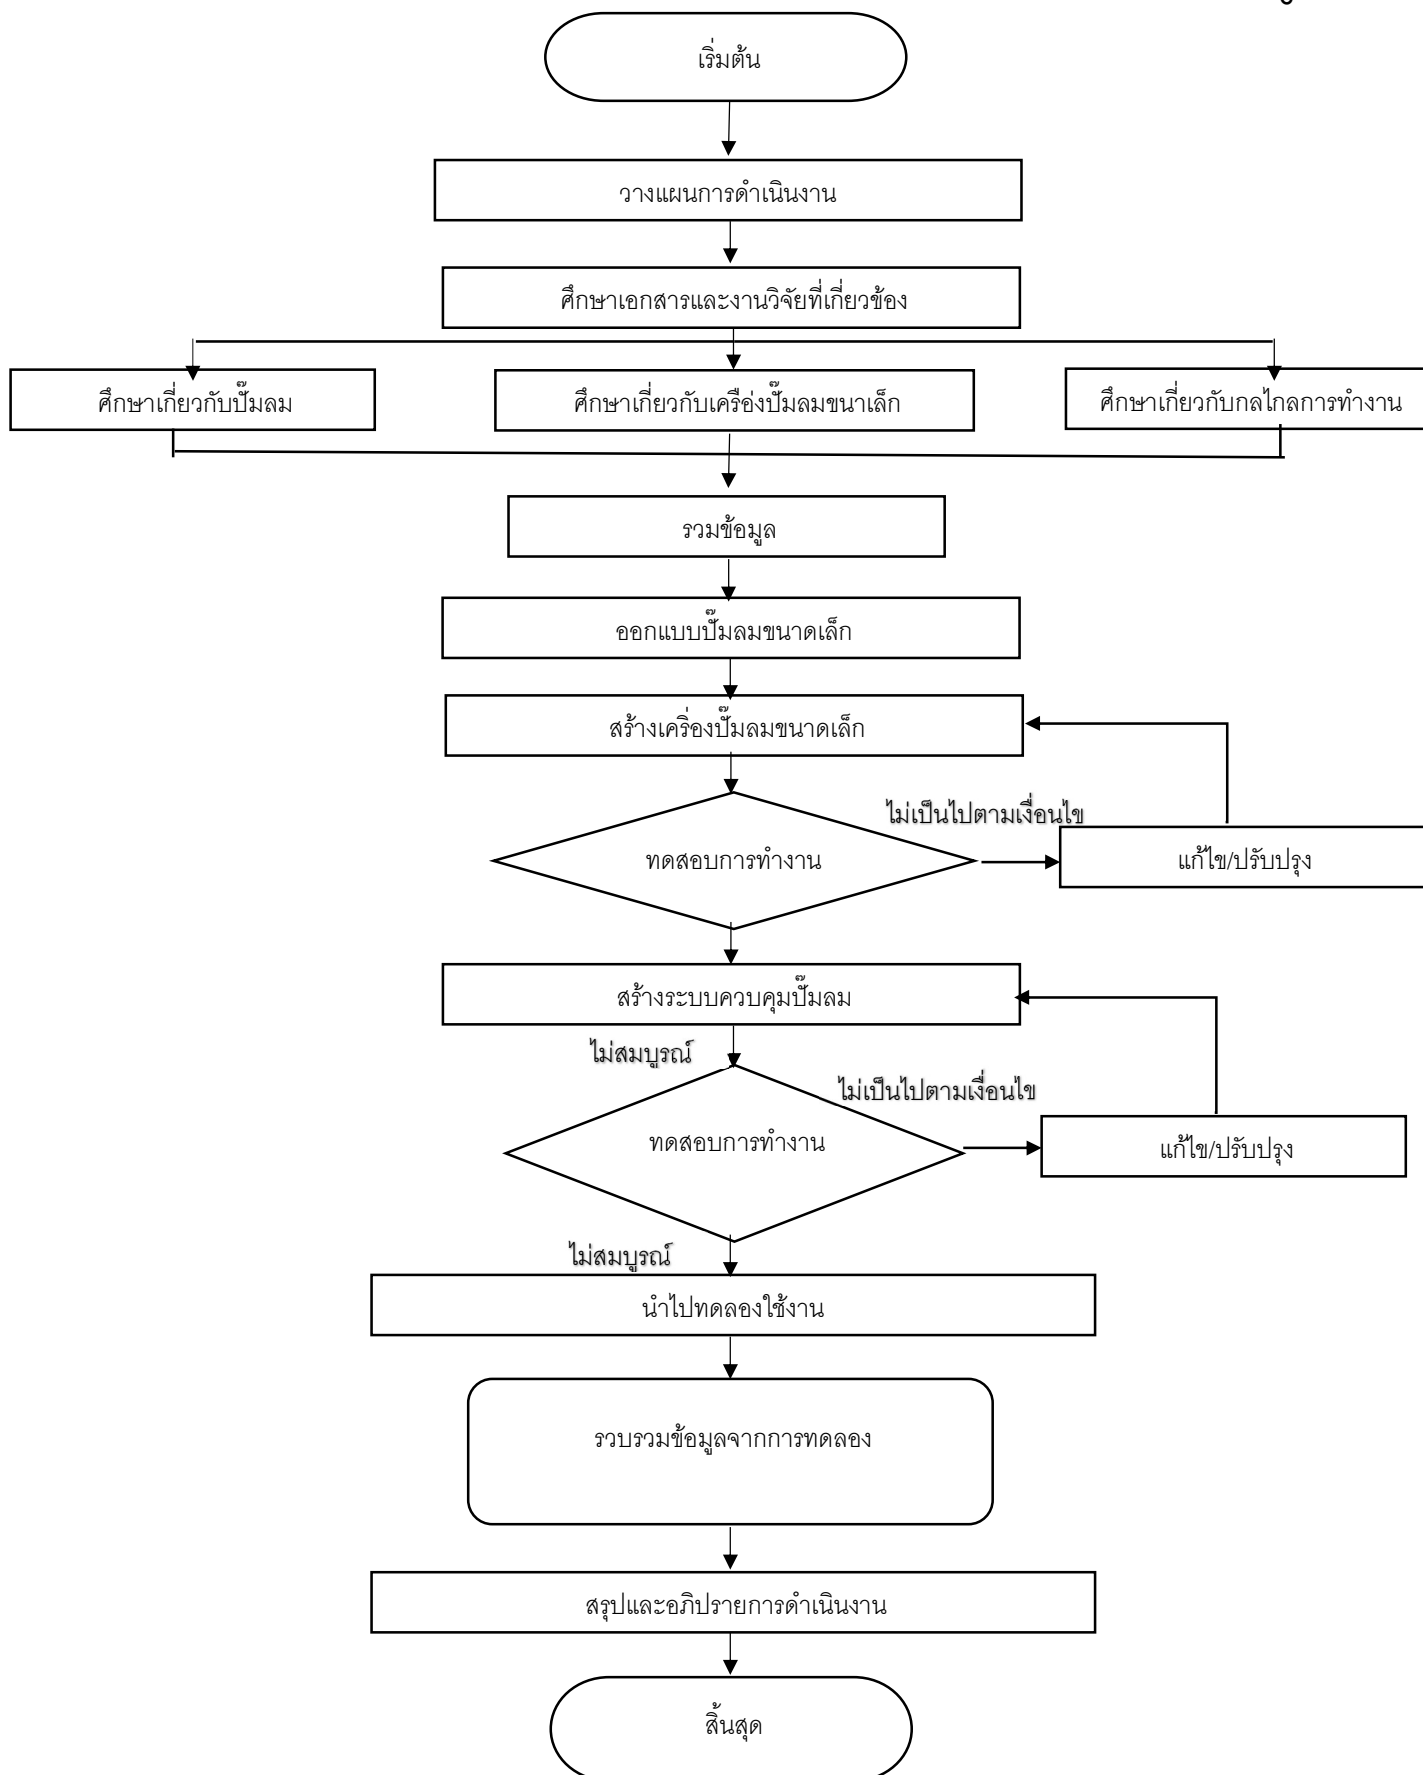 เริ่มต้น
วางแผนการดำเนินงาน
ศึกษาเอกสารและงานวิจัยที่เกี่ยวข้อง
ศึกษาเกี่ยวกับปั๊มลม
ศึกษาเกี่ยวกับเครือ่งปั๊มลมขนาเล็ก
ศึกษาเกี่ยวกับกลไกลการทำงาน
รวมข้อมูล
ออกแบบปั๊มลมขนาดเล็ก
สร้างเครื่องปั๊มลมขนาดเล็ก
ไม่เป็นไปตามเงื่อนไข
ทดสอบการทำงาน
แก้ไข/ปรับปรุง
สร้างระบบควบคุมปั๊มลม
ไม่สมบูรณ์
ไม่เป็นไปตามเงื่อนไข
ทดสอบการทำงาน
แก้ไข/ปรับปรุง
ไม่สมบูรณ์
นำไปทดลองใช้งาน
รวบรวมข้อมูลจากการทดลอง
สรุปและอภิปรายการดำเนินงาน
สิ้นสุด